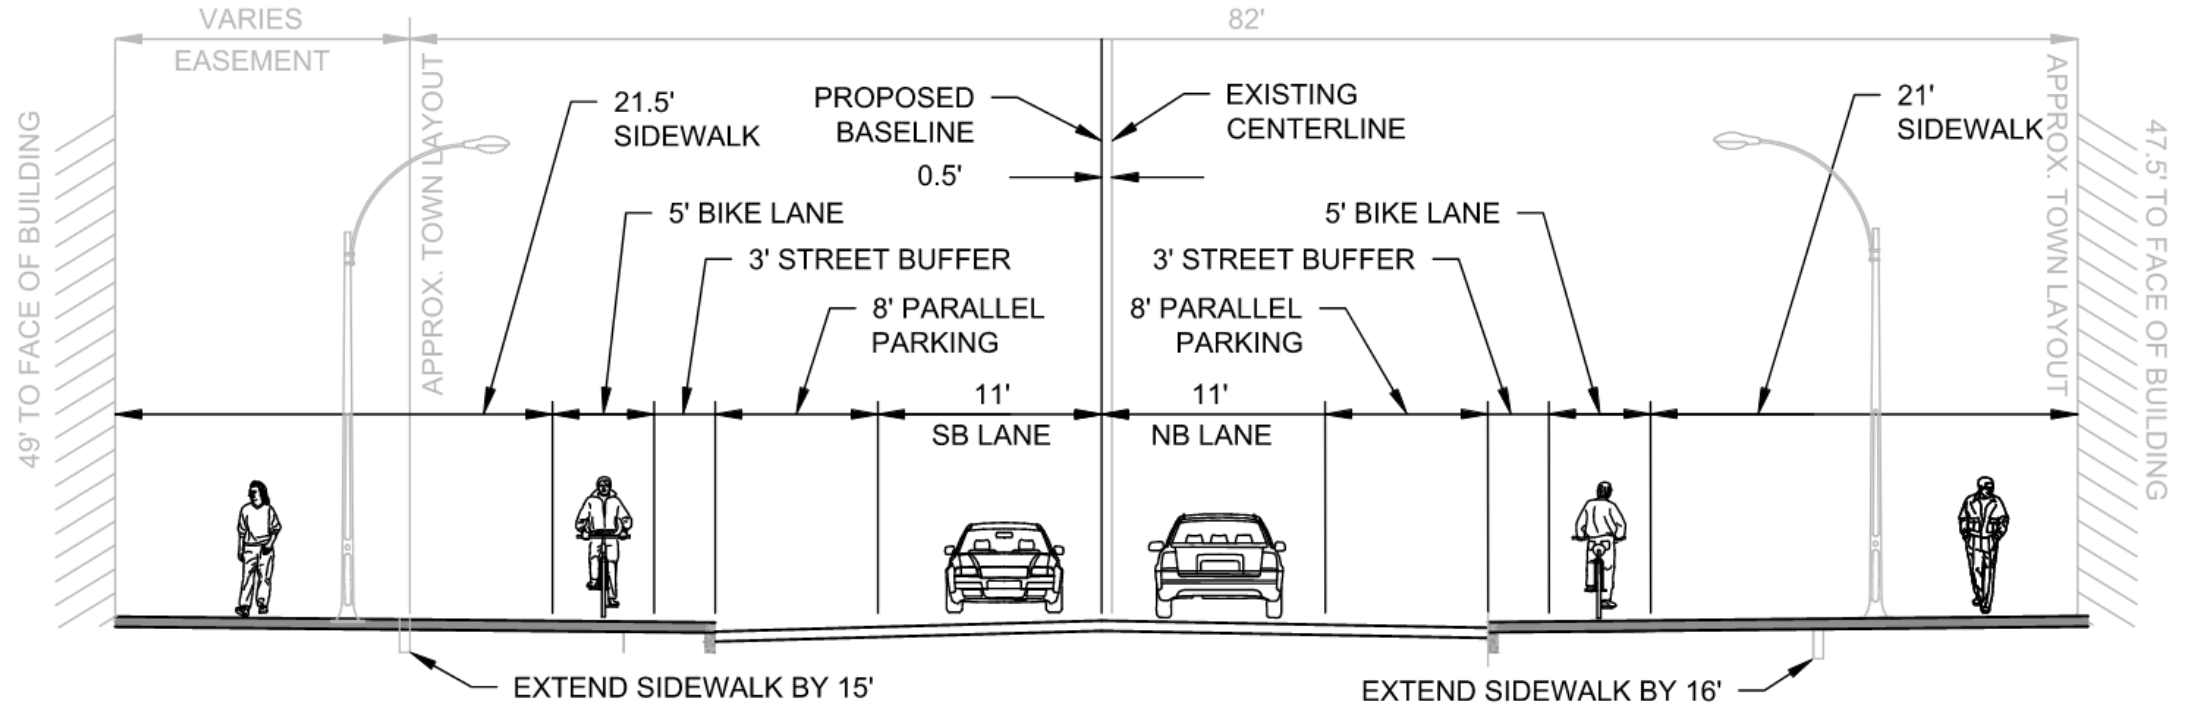 VARIES
EASEMENT
82'
49' TO FACE OF BUILDING
APPROX. TOWN LAYOUT
21.5'
SIDEWALK
PROPOSED
BASELINE
EXISTING
CENTERLINE
0.5'
21'
SIDEWALK
APPROX. TOWN LAYOUT
47.5' TO FACE OF BUILDING
5' BIKE LANE
5' BIKE LANE
3' STREET BUFFER
3' STREET BUFFER
8' PARALLEL
PARKING
8' PARALLEL
PARKING
11'
SB LANE
11'
NB LANE
EXTEND SIDEWALK BY 15'
EXTEND SIDEWALK BY 16'